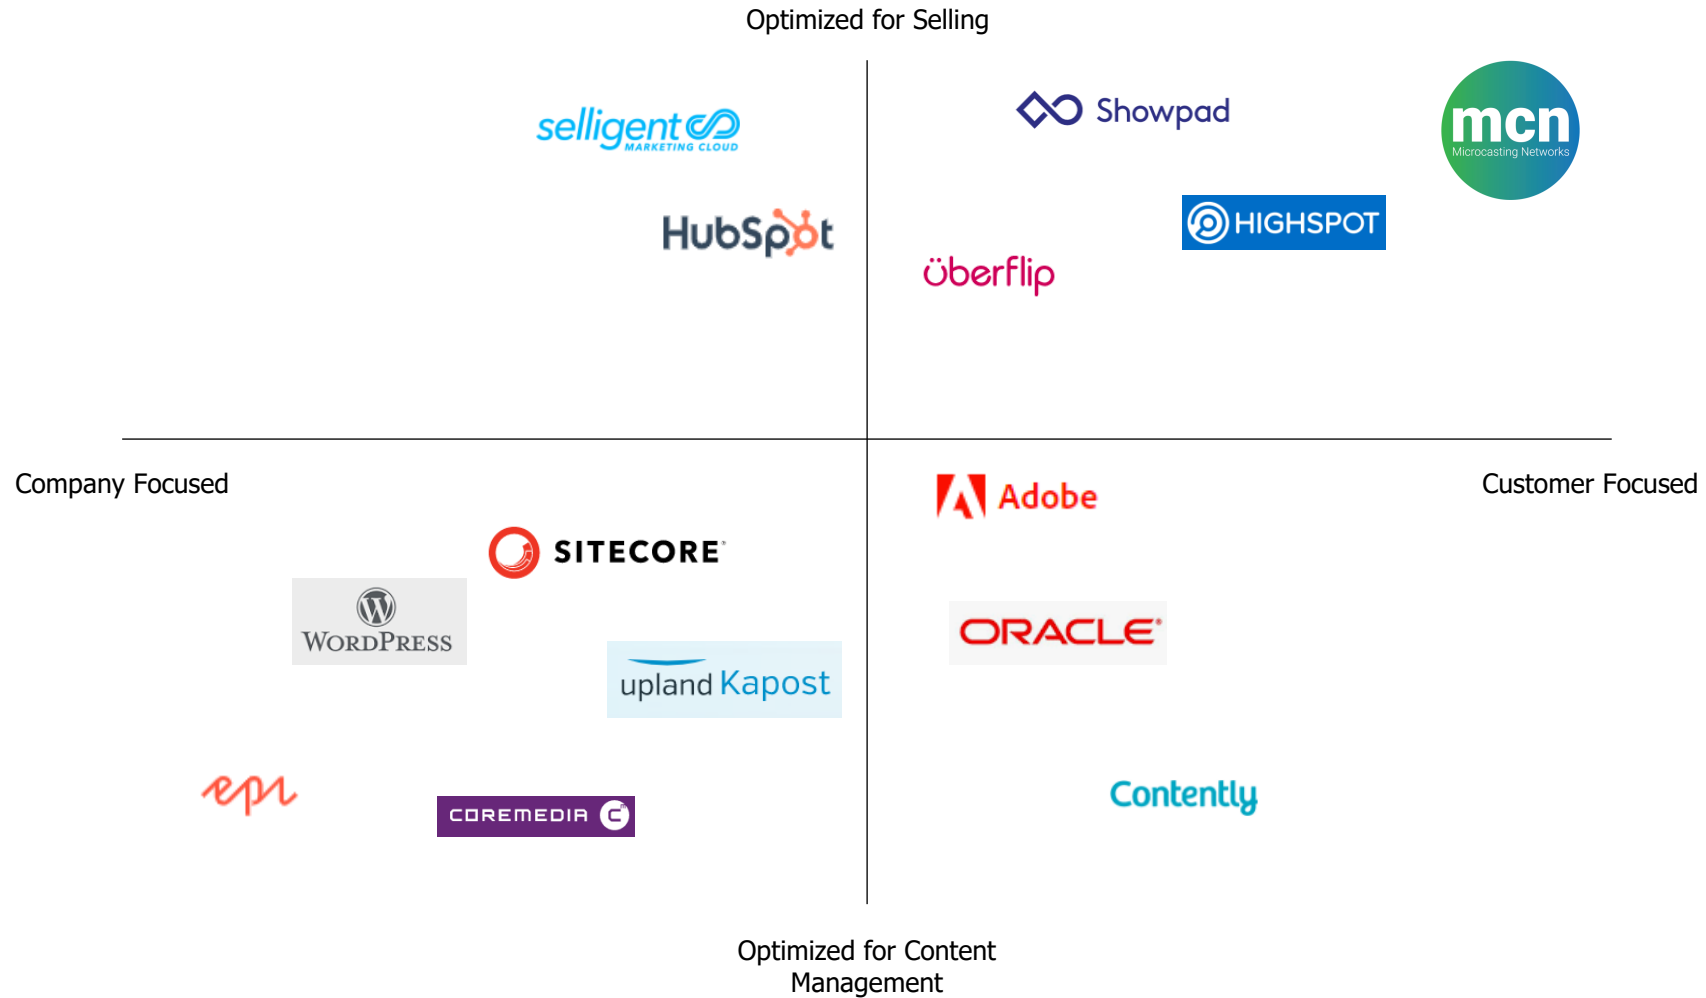 Optimized for Selling
selligent
MARKETING CLOUD
Showpad
mcn
Microcasting Networks
HubSpot
HIGHSPOT
überflip
Company Focused
Customer Focused
Adobe
SITECORE
WORDPRESS
ORACLE®
upland Kapost
epi
COREMEDIA C
Contently
Optimized for Content
Management